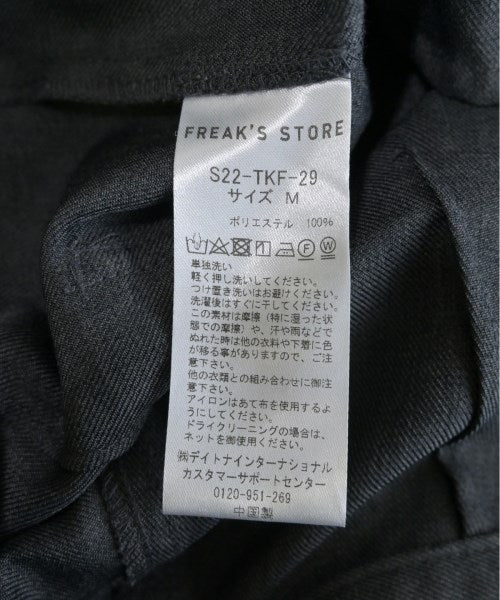 FREAK'S STORE
S22-TKF-29
サイズ M
ポリエステル 100%
単独洗い
軽く押し洗いしてください。
つけ置き洗いはお避けください。
洗濯後はすぐに干してください。
この素材は摩擦(特に湿った状
態での摩擦)や、汗や雨などで
ぬれた時は他の衣料や下着に色
が移る事がありますので、ご注
意下さい。
他の衣類との組み合わせに御注
意下さい。
アイロンはあて布を使用するよ
うにしてください。
ドライクリーニングの場合は、
ネットを御使用ください。
㈱デイトナインターナショナル
カスタマーサポートセンター
0120-951-269
中国製